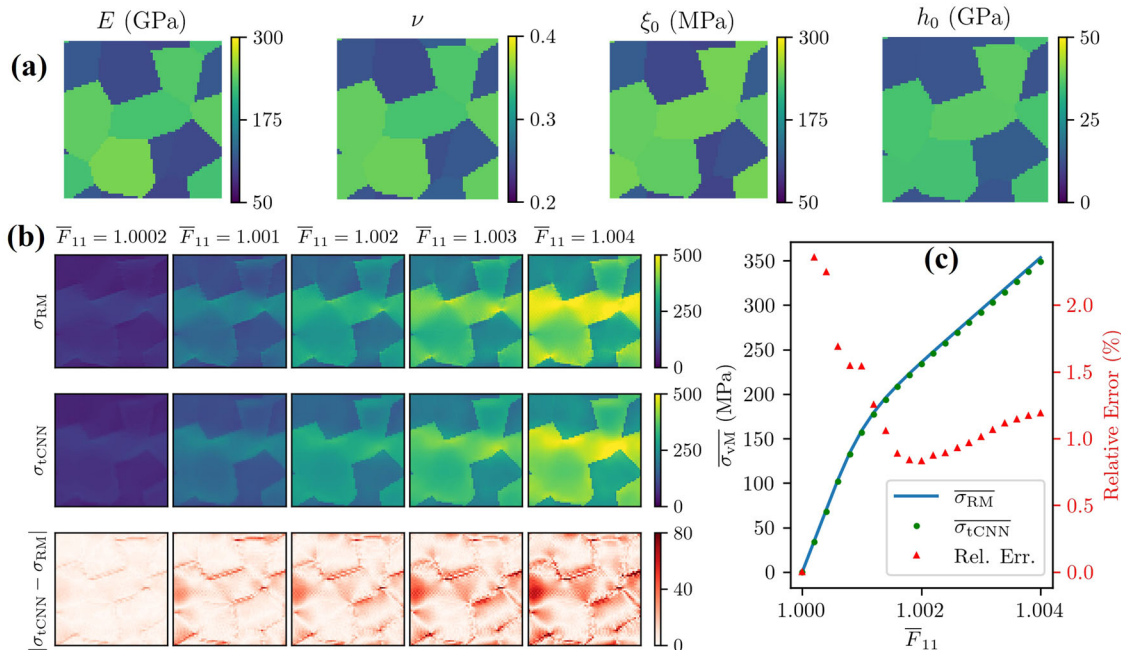 E (GPa) ν ξ₀ (MPa) h₀ (GPa)
(a)
300 175 50
0.4 0.3 0.2
300 175 50
50 25 0
(b)
F̅₁₁ = 1.0002 F̅₁₁ = 1.001 F̅₁₁ = 1.002 F̅₁₁ = 1.003 F̅₁₁ = 1.004
σRM
500
250
0
σtCNN
500
250
0
|σtCNN − σRM|
80
40
0
(c)
σ̅vM (MPa)
350
300
250
200
150
100
50
0
1.000 1.002 1.004
F̅₁₁
2.0
1.5
1.0
0.5
0.0
Relative Error (%)
σ̅RM
σ̅tCNN
Rel. Err.